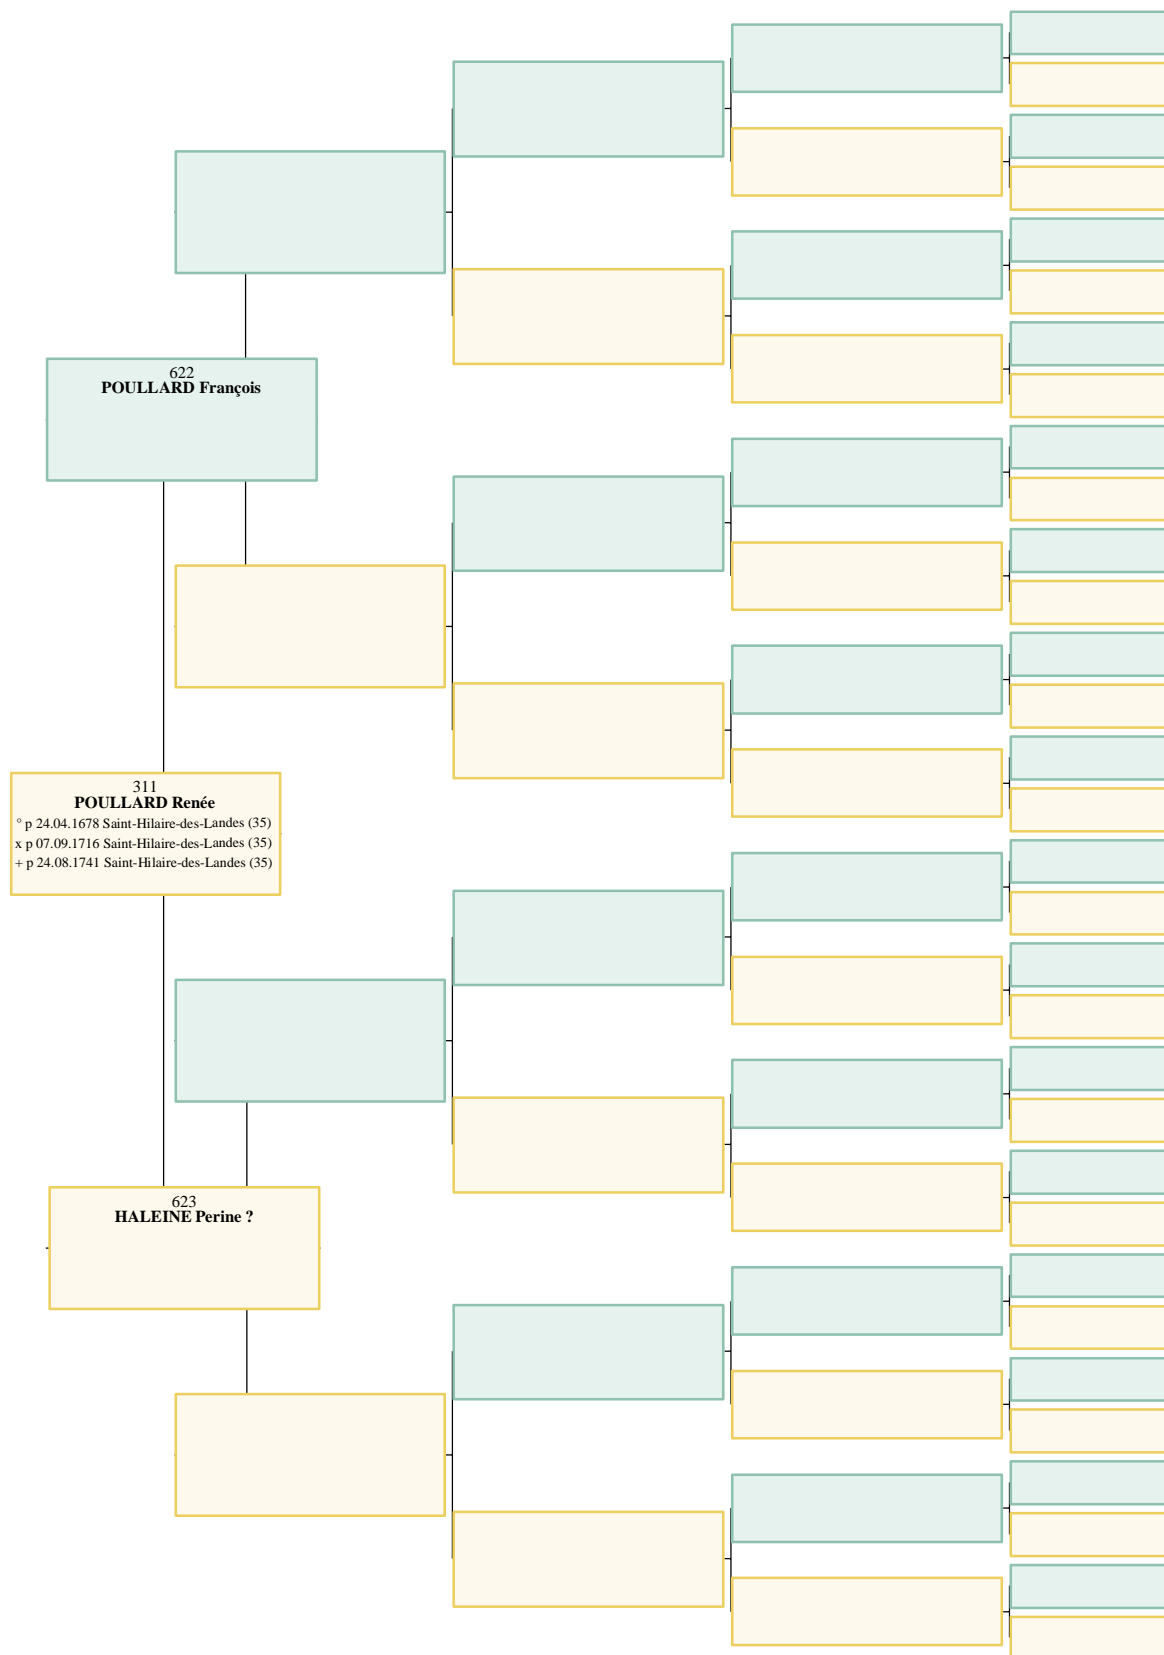 622
POULLARD François
311
POULLARD Renée
° p 24.04.1678 Saint-Hilaire-des-Landes (35)
x p 07.09.1716 Saint-Hilaire-des-Landes (35)
+ p 24.08.1741 Saint-Hilaire-des-Landes (35)
623
HALEINE Perine ?